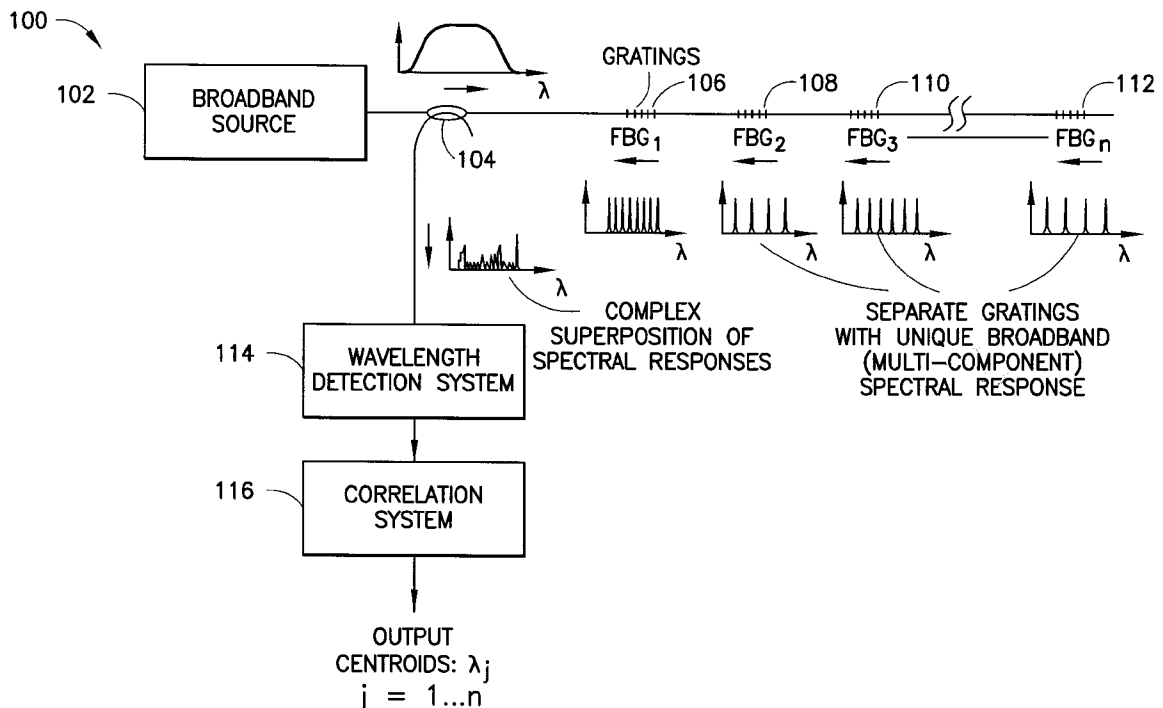 100
102
BROADBAND
SOURCE
λ
104
GRATINGS
106
108
110
112
FBG1
FBG2
FBG3
FBGn
λ
λ
λ
λ
λ
COMPLEX
SUPERPOSITION OF
SPECTRAL RESPONSES
SEPARATE GRATINGS
WITH UNIQUE BROADBAND
(MULTI-COMPONENT)
SPECTRAL RESPONSE
114
WAVELENGTH
DETECTION SYSTEM
116
CORRELATION
SYSTEM
OUTPUT
CENTROIDS: λj
j = 1...n